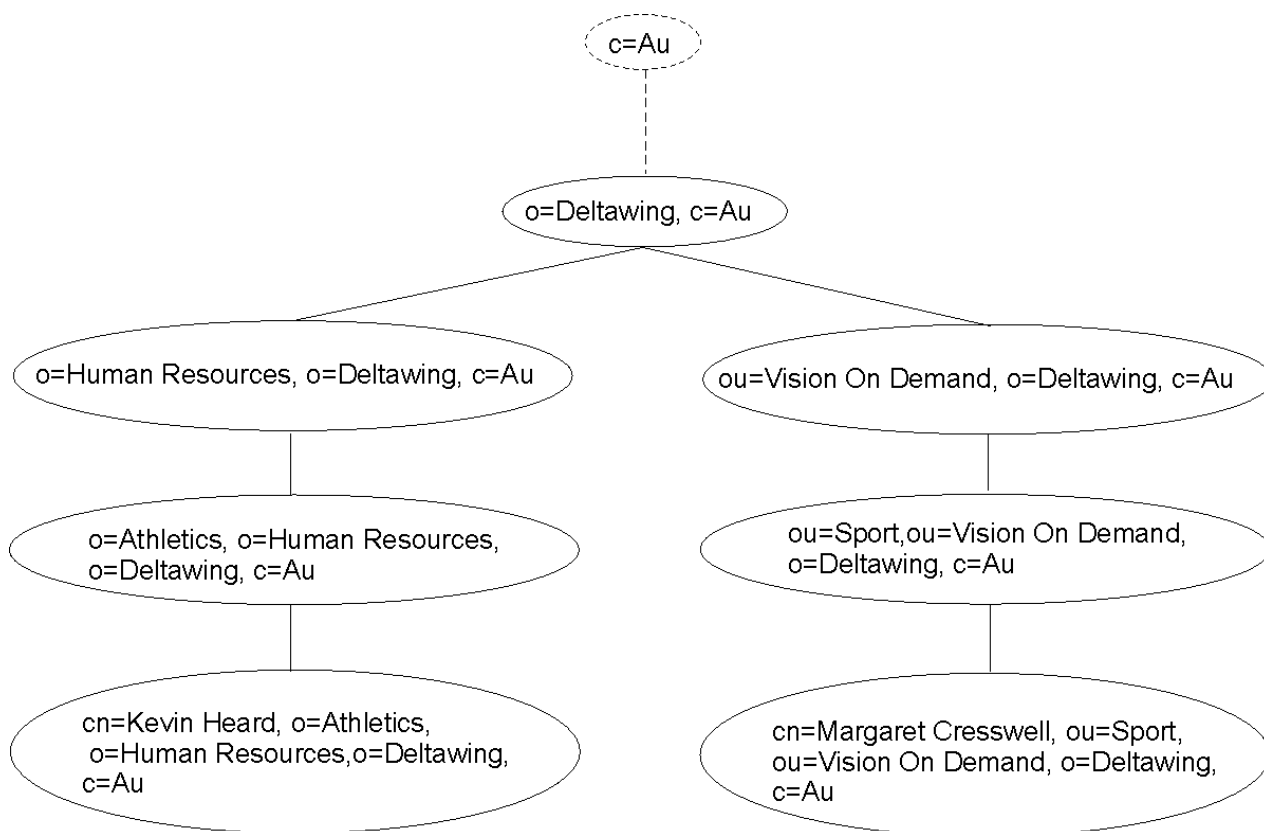 c=Au
o=Deltawing, c=Au
o=Human Resources, o=Deltawing, c=Au
ou=Vision On Demand, o=Deltawing, c=Au
o=Athletics, o=Human Resources,
o=Deltawing, c=Au
ou=Sport,ou=Vision On Demand,
o=Deltawing, c=Au
cn=Kevin Heard, o=Athletics,
o=Human Resources,o=Deltawing,
c=Au
cn=Margaret Cresswell, ou=Sport,
ou=Vision On Demand, o=Deltawing,
c=Au